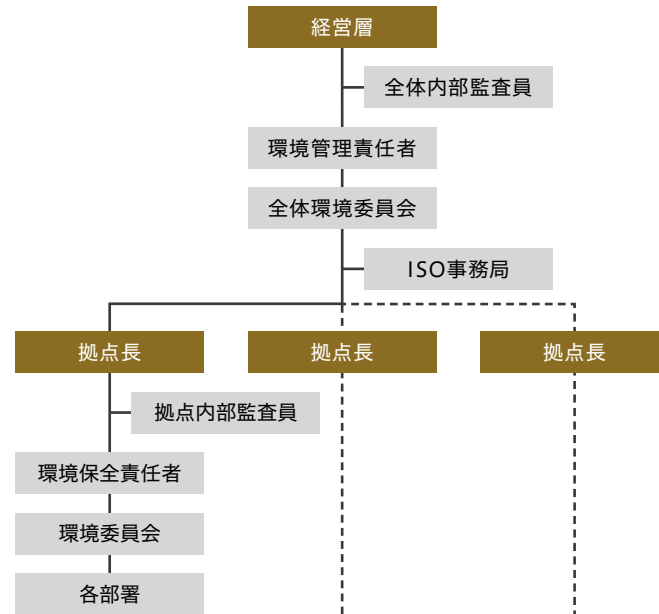 経営層
全体内部監査員
環境管理責任者
全体環境委員会
ISO事務局
拠点長
拠点長
拠点長
拠点内部監査員
環境保全責任者
環境委員会
各部署